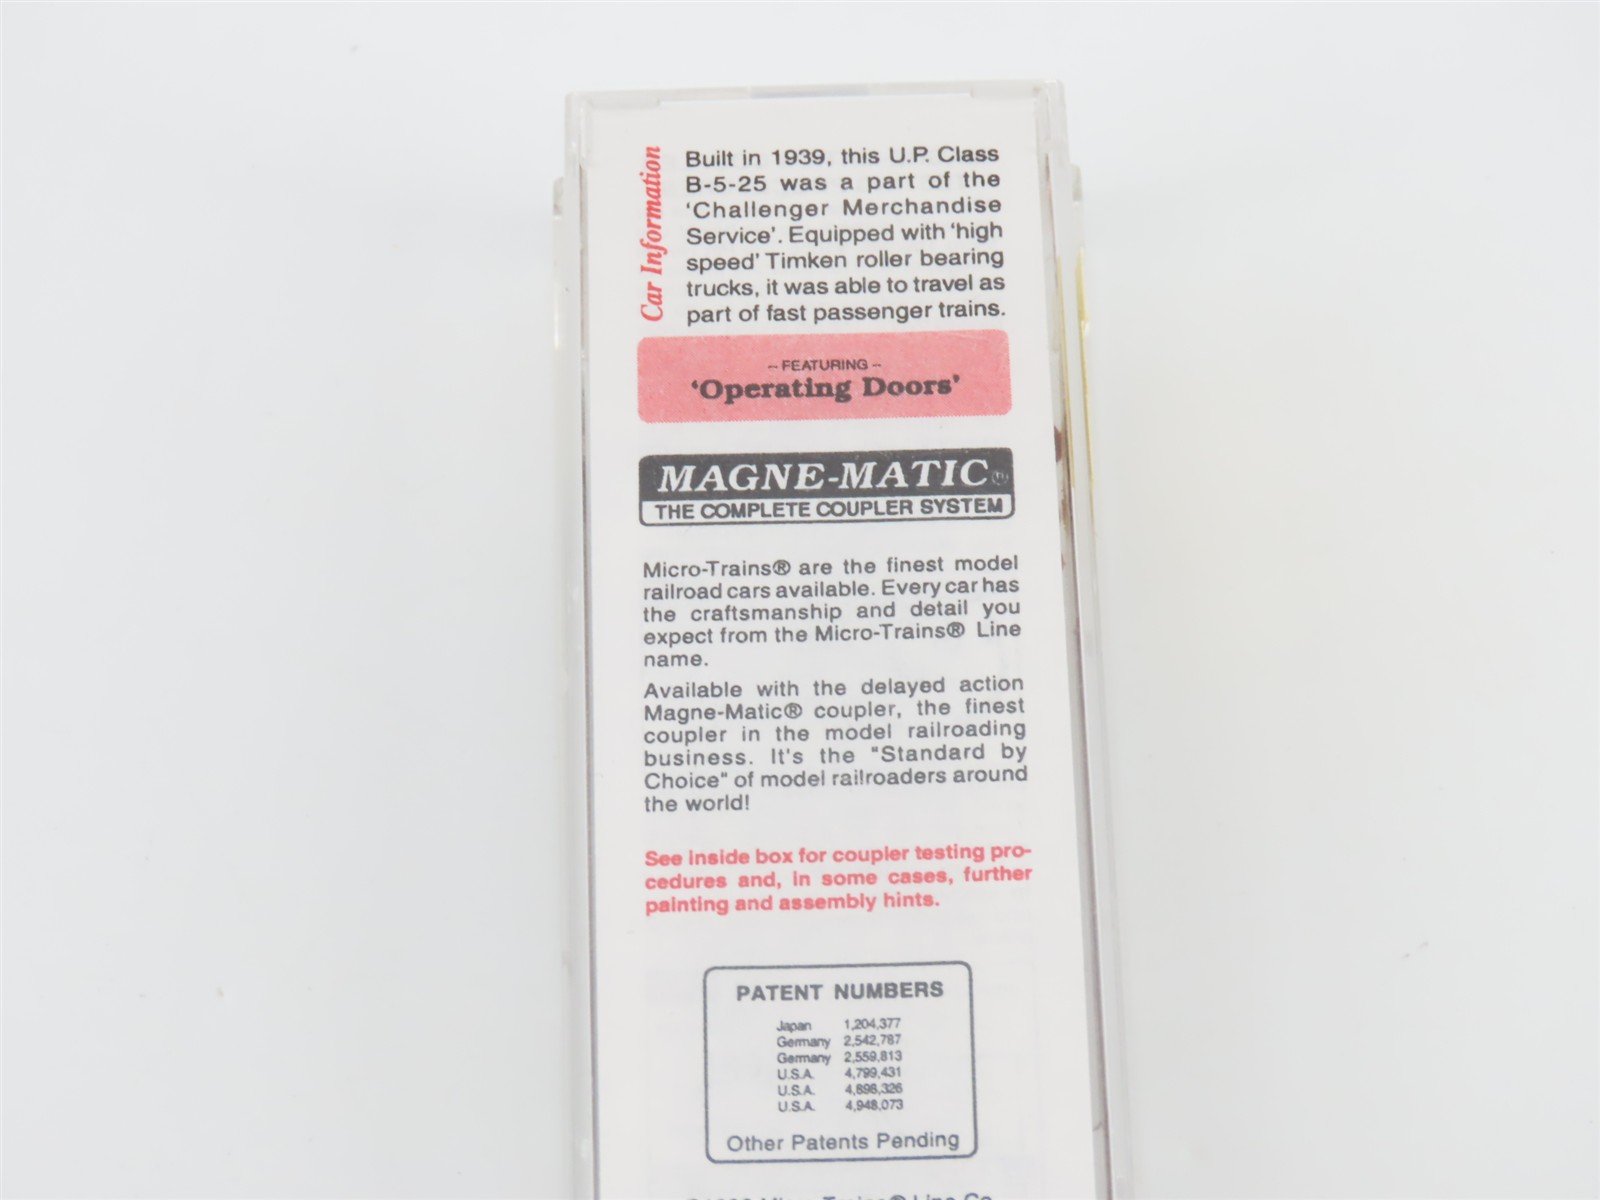 Car Information
Built in 1939, this U.P. Class
B-5-25 was a part of the
'Challenger Merchandise
Service'. Equipped with 'high
speed' Timken roller bearing
trucks, it was able to travel as
part of fast passenger trains.
-- FEATURING --
'Operating Doors'
MAGNE-MATIC®
THE COMPLETE COUPLER SYSTEM
Micro-Trains® are the finest model
railroad cars available. Every car has
the craftsmanship and detail you
expect from the Micro-Trains® Line
name.
Available with the delayed action
Magne-Matic® coupler, the finest
coupler in the model railroading
business. It's the "Standard by
Choice" of model railroaders around
the world!
See inside box for coupler testing pro-
cedures and, in some cases, further
painting and assembly hints.
PATENT NUMBERS
Japan 1,204,377
Germany 2,542,787
Germany 2,559,813
U.S.A. 4,799,431
U.S.A. 4,898,326
U.S.A. 4,948,073
Other Patents Pending
Micro-Trains® Line Co.